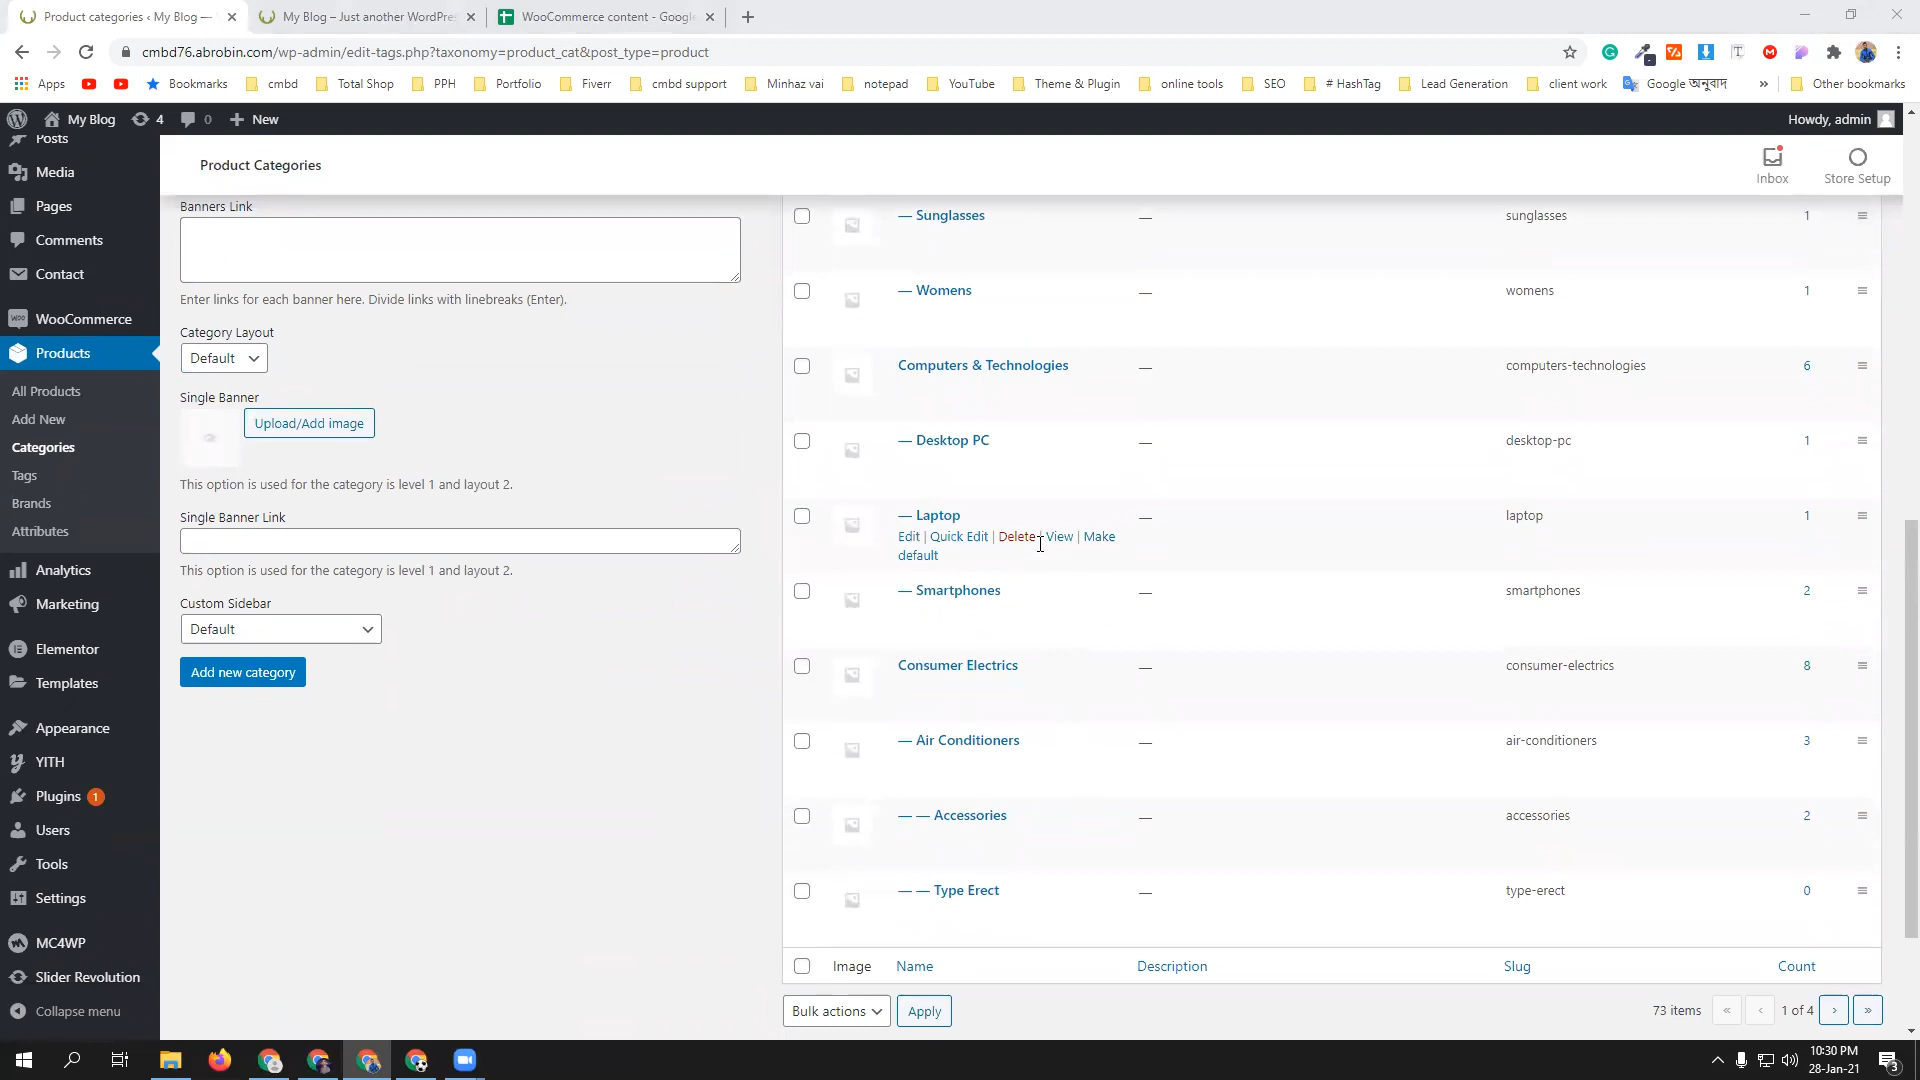 Product categories ‹ My Blog —
My Blog – Just another WordPre
WooCommerce content - Google
cmbd76.abrobin.com/wp-admin/edit-tags.php?taxonomy=product_cat&post_type=product
Apps
Bookmarks
cmbd
Total Shop
PPH
Portfolio
Fiverr
cmbd support
Minhaz vai
notepad
YouTube
Theme & Plugin
online tools
SEO
# HashTag
Lead Generation
client work
Google অনুবাদ
»
Other bookmarks
My Blog
4
0
New
Howdy, admin
Posts
Media
Pages
Comments
Contact
WooCommerce
Products
All Products
Add New
Categories
Tags
Brands
Attributes
Analytics
Marketing
Elementor
Templates
Appearance
YITH
Plugins 1
Users
Tools
Settings
MC4WP
Slider Revolution
Collapse menu
Product Categories
Inbox
Store Setup
Banners Link
Enter links for each banner here. Divide links with linebreaks (Enter).
Category Layout
Default
Single Banner
Upload/Add image
This option is used for the category is level 1 and layout 2.
Single Banner Link
This option is used for the category is level 1 and layout 2.
Custom Sidebar
Default
Add new category
— Sunglasses — sunglasses 1
— Womens — womens 1
Computers & Technologies — computers-technologies 6
— Desktop PC — desktop-pc 1
— Laptop — laptop 1
Edit | Quick Edit | Delete | View | Make
default
— Smartphones — smartphones 2
Consumer Electrics — consumer-electrics 8
— Air Conditioners — air-conditioners 3
— — Accessories — accessories 2
— — Type Erect — type-erect 0
Image Name Description Slug Count
Bulk actions Apply 73 items « ‹ 1 of 4 › »
10:30 PM
28-Jan-21
3